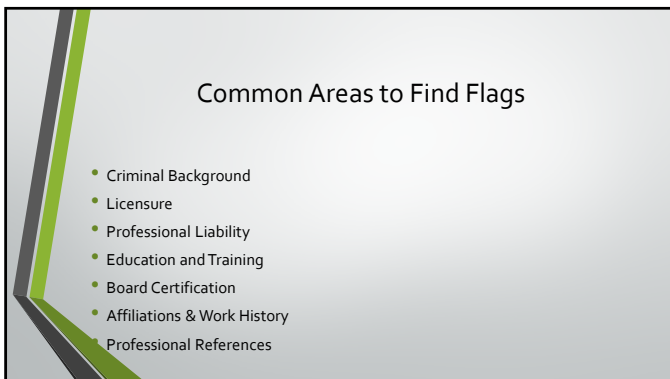 Common Areas to Find Flags
• Criminal Background
• Licensure
• Professional Liability
• Education and Training
• Board Certification
• Affiliations & Work History
• Professional References